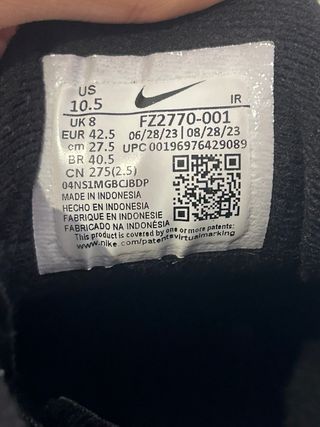 US
10.5
IR
UK 8
FZ2770-001
EUR 42.5
06/28/23 | 08/28/23
cm 27.5
UPC 00196976429089
BR 40.5
CN 275(2.5)
04NS1MGBCJBDP
MADE IN INDONESIA
HECHO EN INDONESIA
FABRIQUE EN INDONESIE
FABRICADO NA INDONÉSIA
This product is covered by one or more patents:
www.nike.com/patentsvirtualmarking